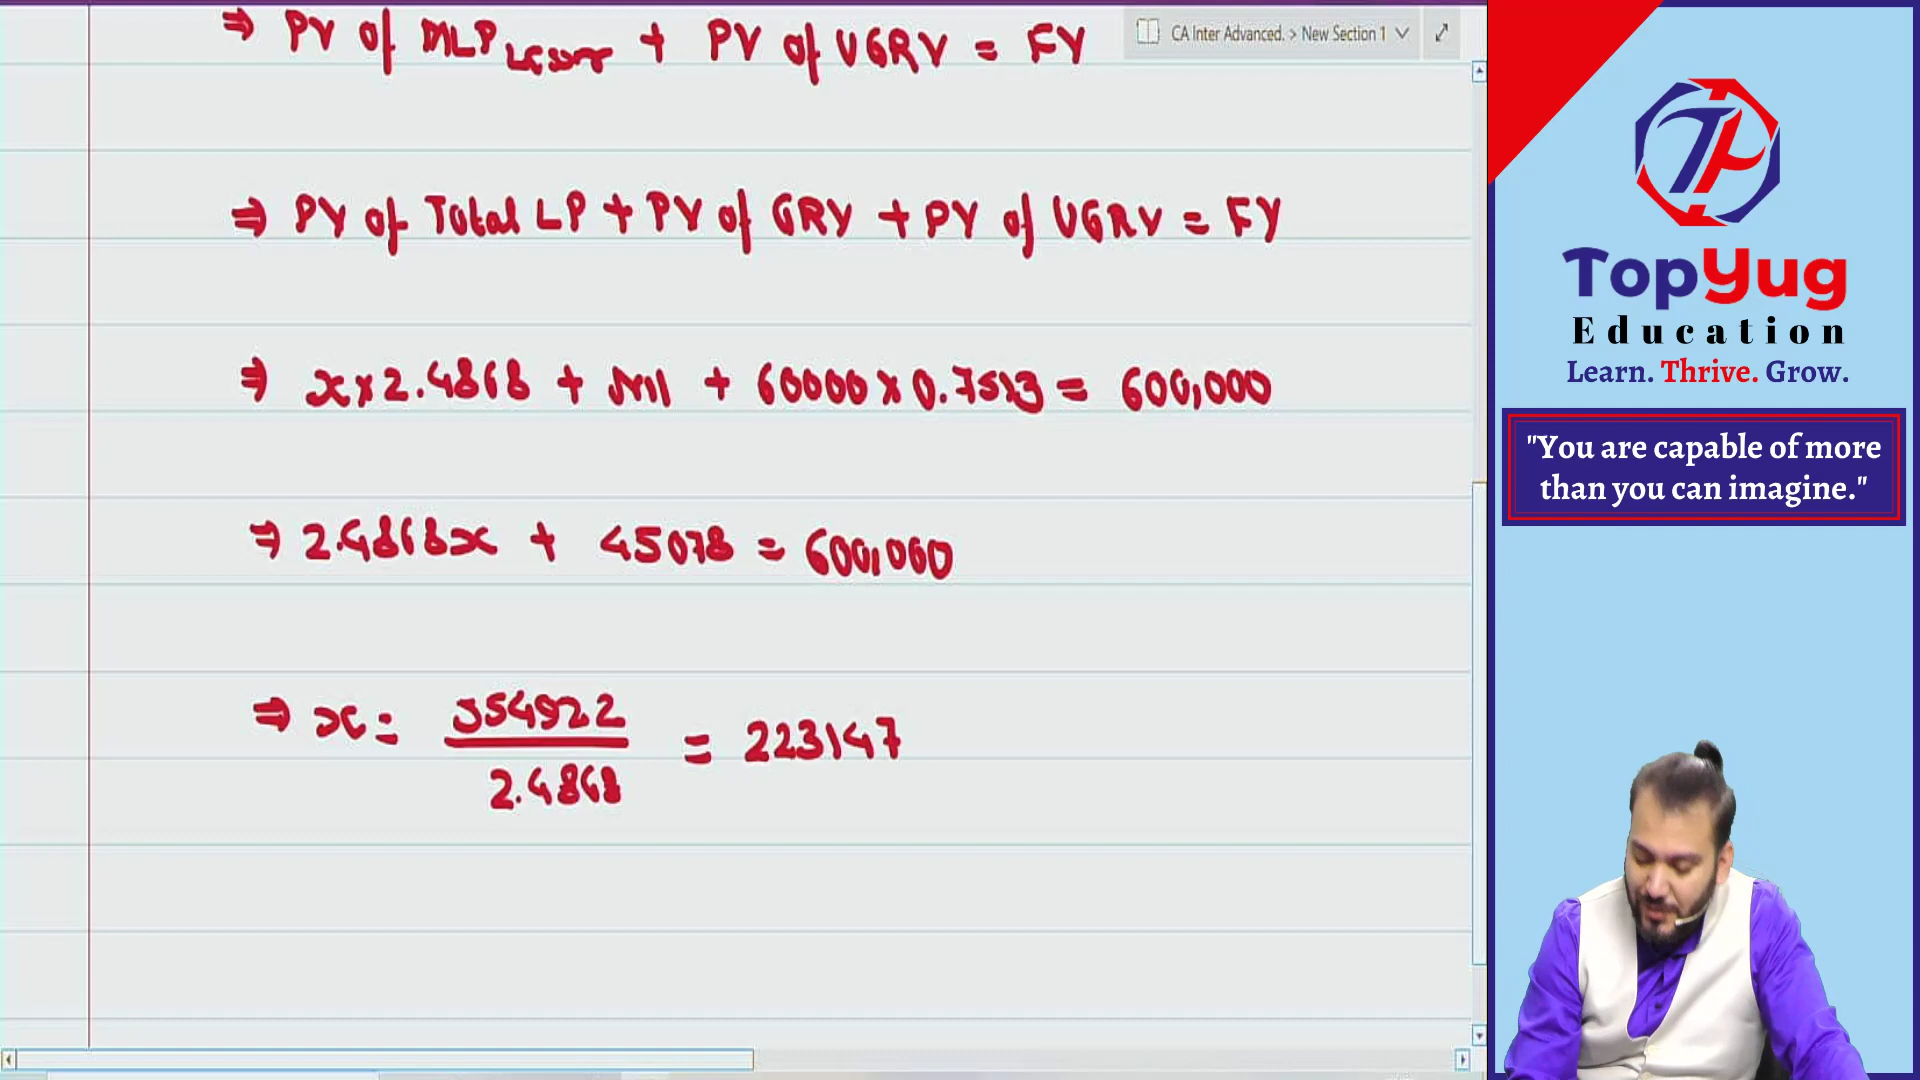 ⇒ PV of MLP Lessor + PV of UGRV = FV
CA Inter Advanced. > New Section 1
⇒ PV of Total LP + PV of GRV + PV of UGRV = FV
⇒ x × 2.4868 + Nil + 60000 × 0.7513 = 600,000
⇒ 2.4868x + 45078 = 600,000
⇒ x = 554922 / 2.4868 = 223147
TopYug
Education
Learn. Thrive. Grow.
"You are capable of more
than you can imagine."